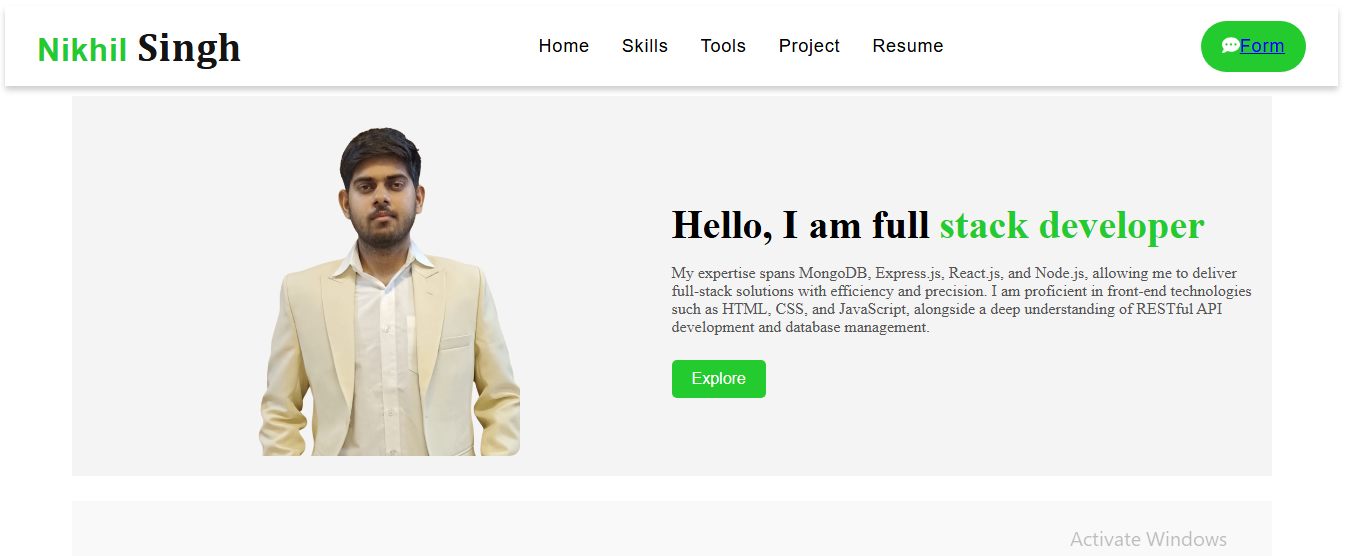 Nikhil Singh
Home Skills Tools Project Resume
Form
Hello, I am full stack developer
My expertise spans MongoDB, Express.js, React.js, and Node.js, allowing me to deliver
full-stack solutions with efficiency and precision. I am proficient in front-end technologies
such as HTML, CSS, and JavaScript, alongside a deep understanding of RESTful API
development and database management.
Explore
Activate Windows